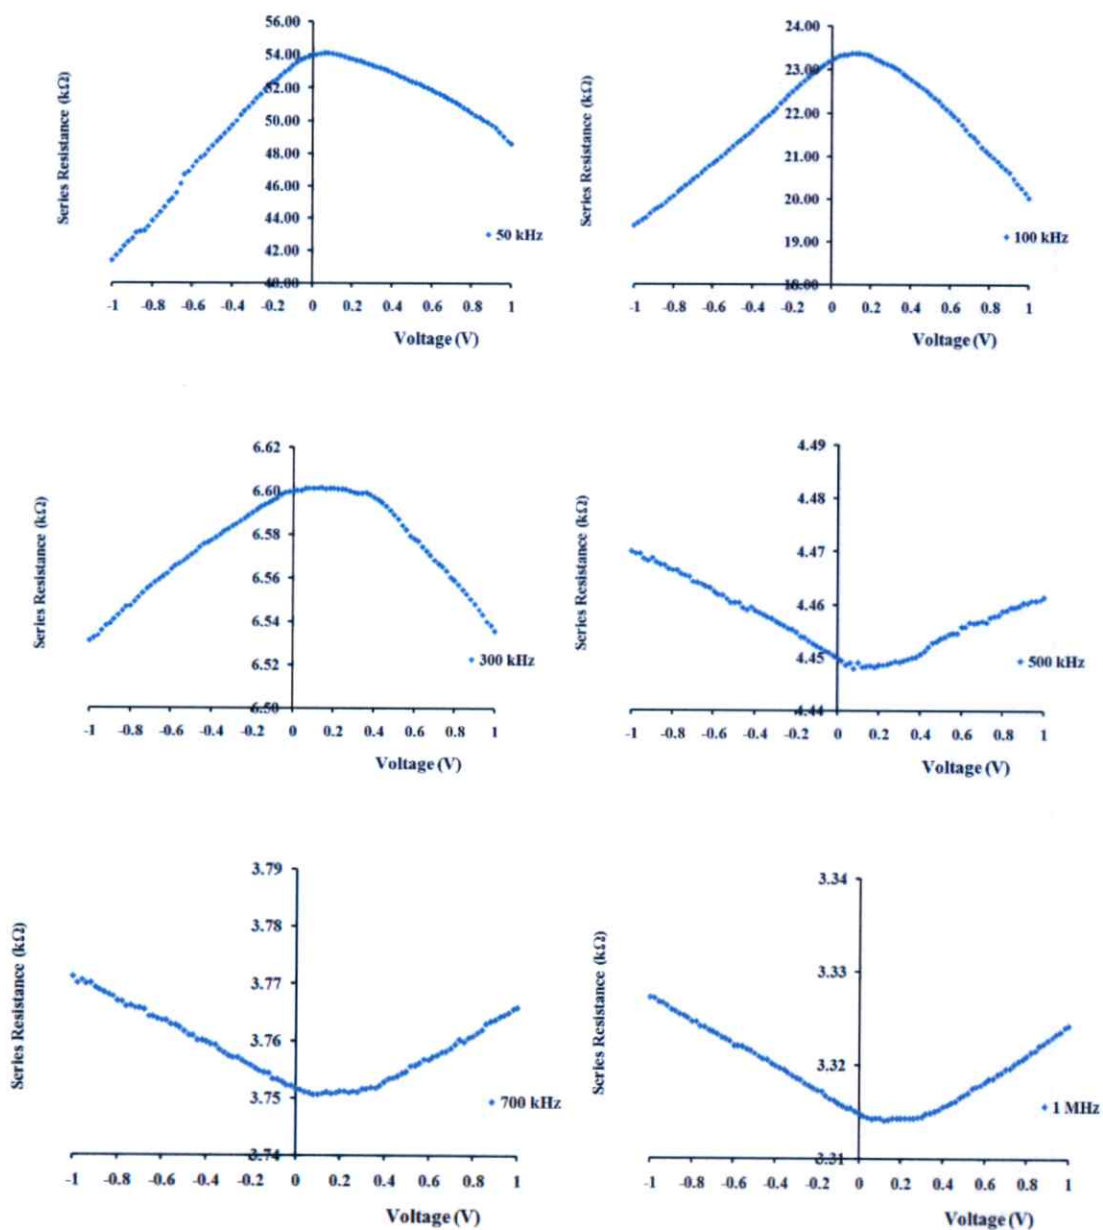 56.00
54.00
52.00
50.00
48.00
46.00
44.00
42.00
40.00
Series Resistance (kΩ)
50 kHz
-1 -0.8 -0.6 -0.4 -0.2 0 0.2 0.4 0.6 0.8 1
Voltage (V)
24.00
23.00
22.00
21.00
20.00
19.00
18.00
Series Resistance (kΩ)
100 kHz
-1 -0.8 -0.6 -0.4 -0.2 0 0.2 0.4 0.6 0.8 1
Voltage (V)
6.62
6.60
6.58
6.56
6.54
6.52
6.50
Series Resistance (kΩ)
300 kHz
-1 -0.8 -0.6 -0.4 -0.2 0 0.2 0.4 0.6 0.8 1
Voltage (V)
4.49
4.48
4.47
4.46
4.45
4.44
Series Resistance (kΩ)
500 kHz
-1 -0.8 -0.6 -0.4 -0.2 0 0.2 0.4 0.6 0.8 1
Voltage (V)
3.79
3.78
3.77
3.76
3.75
3.74
Series Resistance (kΩ)
700 kHz
-1 -0.8 -0.6 -0.4 -0.2 0 0.2 0.4 0.6 0.8 1
Voltage (V)
3.34
3.33
3.32
3.31
Series Resistance (kΩ)
1 MHz
-1 -0.8 -0.6 -0.4 -0.2 0 0.2 0.4 0.6 0.8 1
Voltage (V)